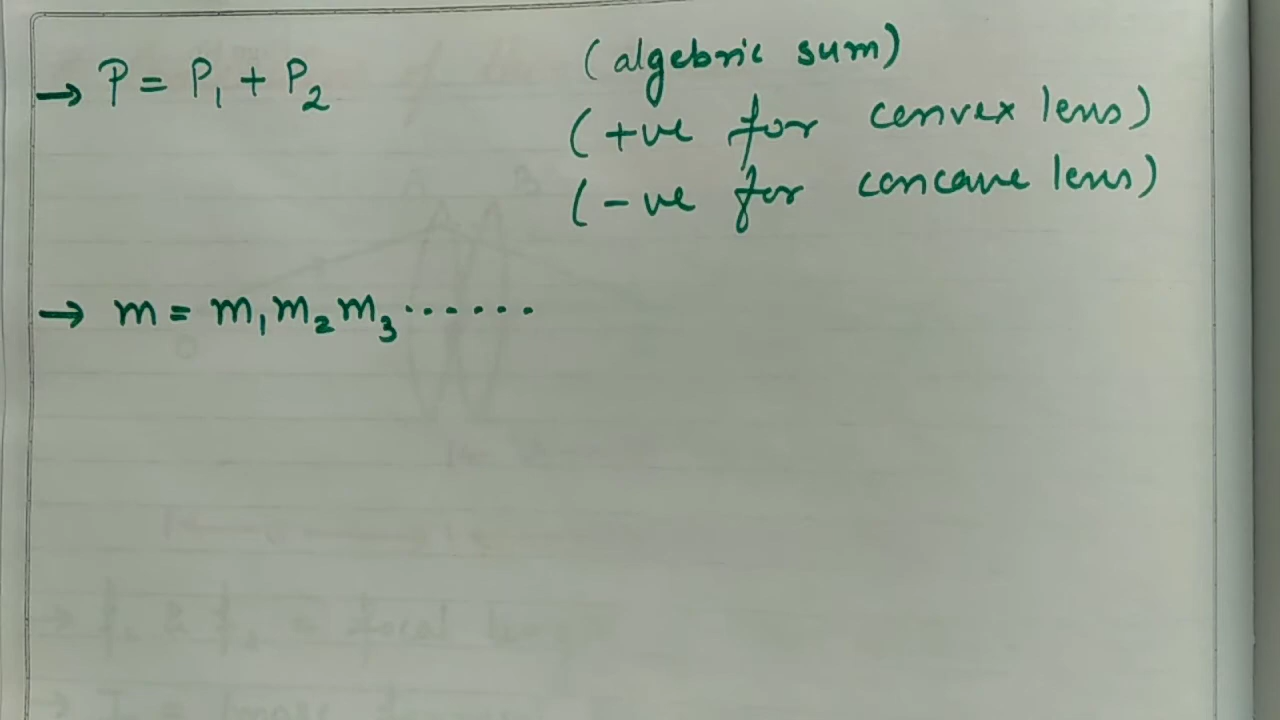 → P = P₁ + P₂ (algebric sum)
(+ve for convex lens)
(-ve for concave lens)
→ m = m₁m₂m₃......